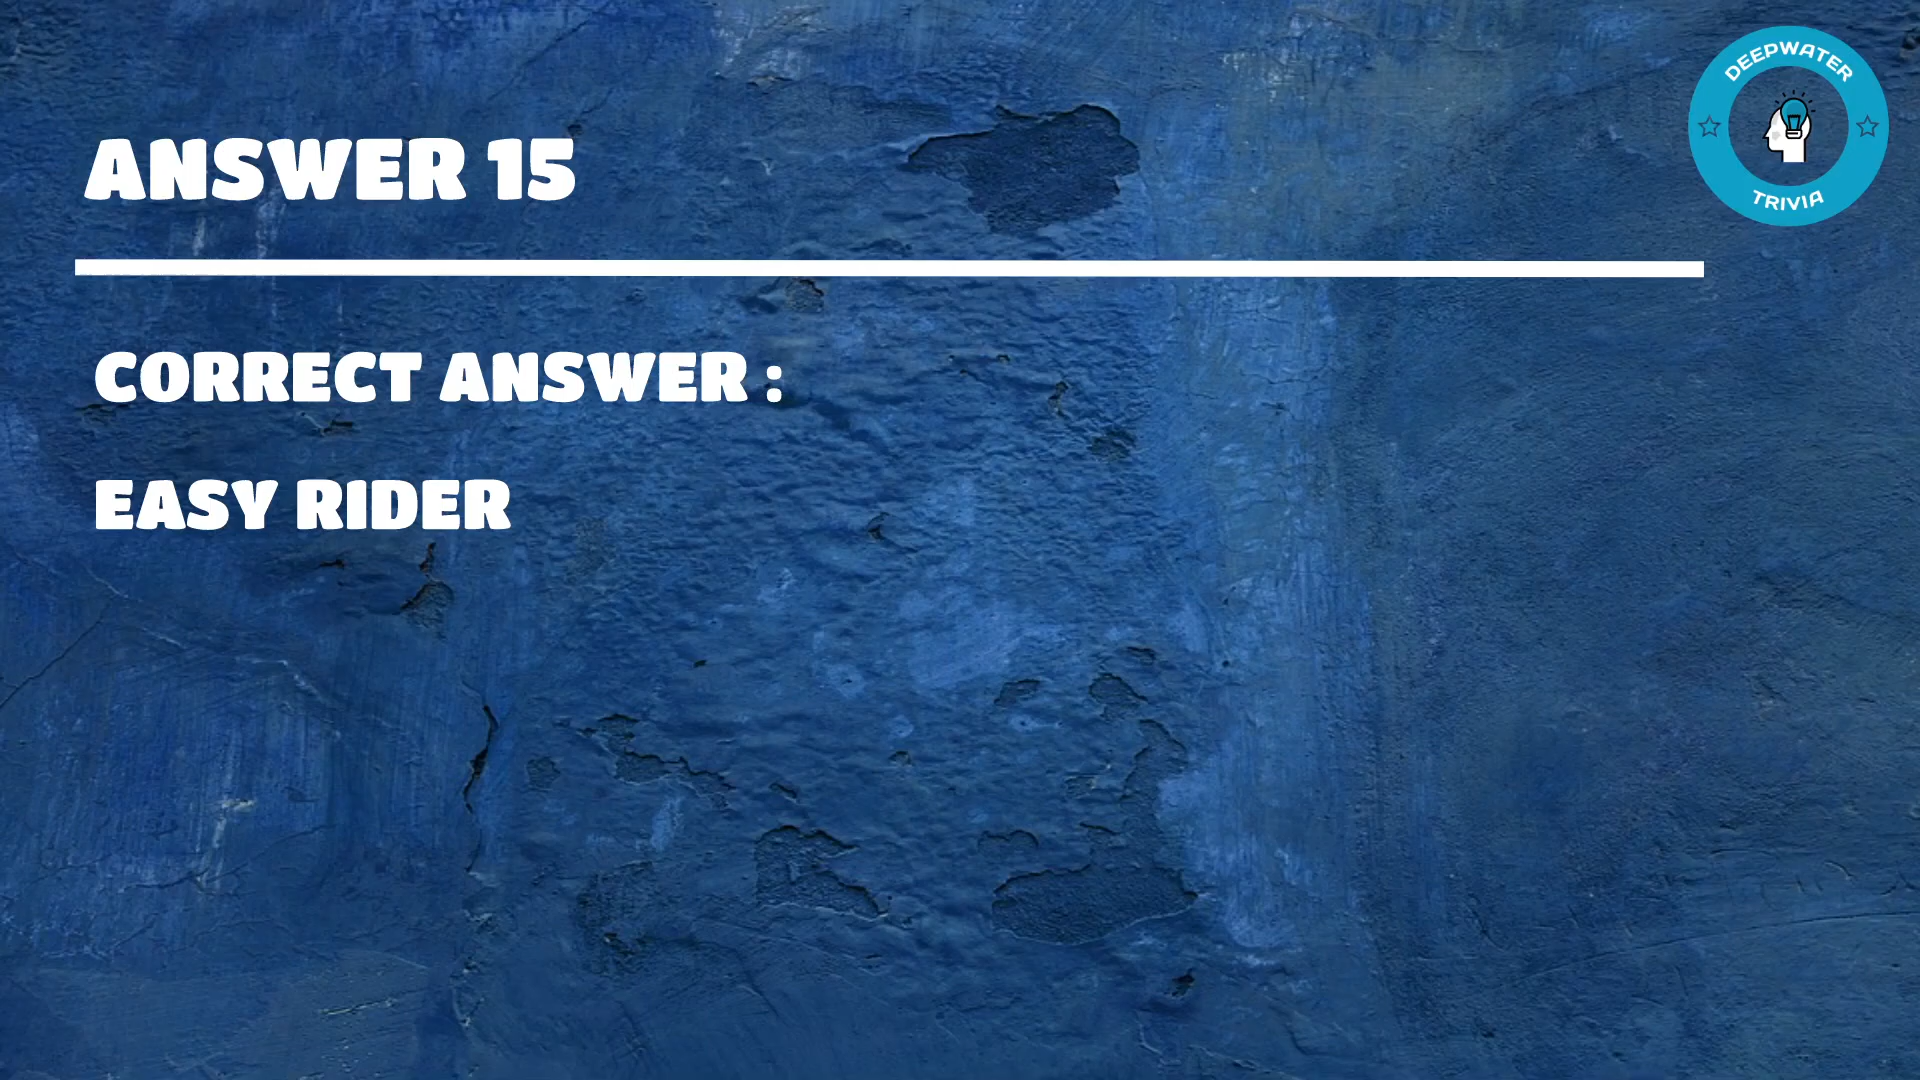 DEEPWATER
TRIVIA
ANSWER 15
CORRECT ANSWER :
EASY RIDER